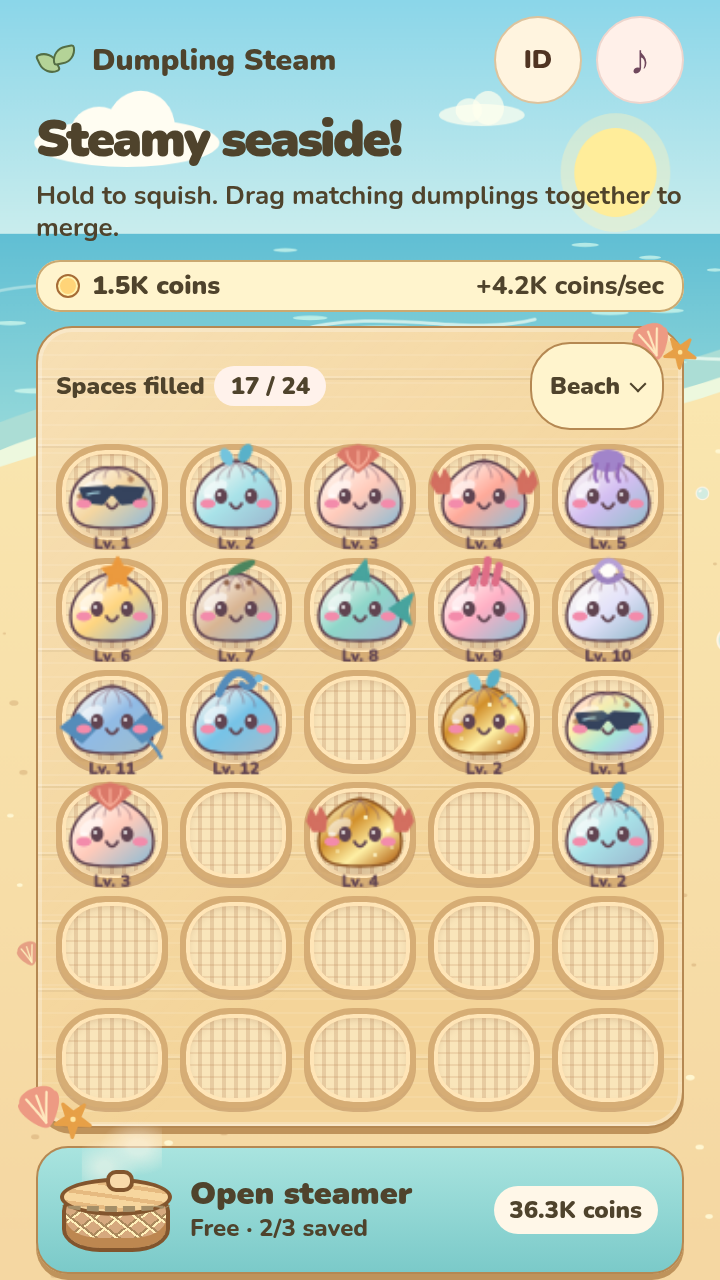 Dumpling Steam
ID
♪
Steamy seaside!
Hold to squish. Drag matching dumplings together to
merge.
1.5K coins
+4.2K coins/sec
Spaces filled 17 / 24
Beach
Lv. 1
Lv. 2
Lv. 3
Lv. 4
Lv. 5
Lv. 6
Lv. 7
Lv. 8
Lv. 9
Lv. 10
Lv. 11
Lv. 12
Lv. 2
Lv. 1
Lv. 3
Lv. 4
Lv. 2
Open steamer
Free · 2/3 saved
36.3K coins